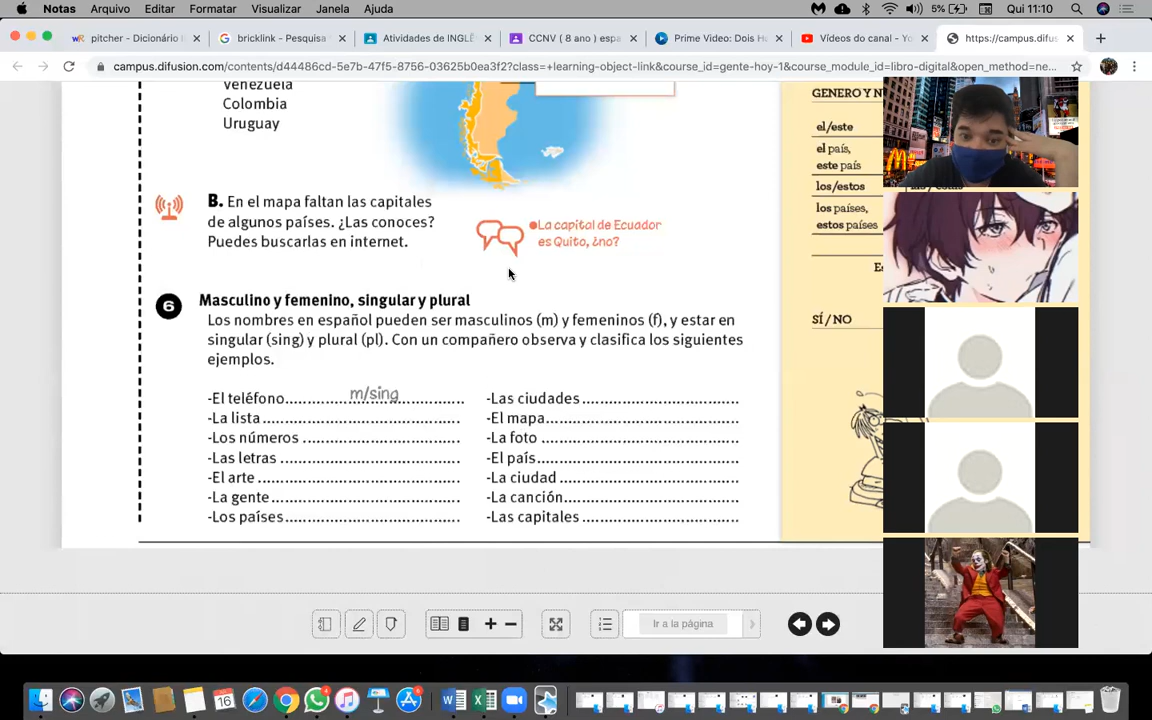 Notas Arquivo Editar Formatar Visualizar Janela Ajuda 5% Qui 11:10
pitcher - Dicionário I
bricklink - Pesquisa
Atividades de INGLÊ
CCNV ( 8 ano ) espa
Prime Video: Dois Hu
Vídeos do canal - Yo
https://campus.difus
campus.difusion.com/contents/d44486cd-5e7b-47f5-8756-03625b0ea3f2?class=+learning-object-link&course_id=gente-hoy-1&course_module_id=libro-digital&open_method=ne...
Venezuela
Colombia
Uruguay
B. En el mapa faltan las capitales
de algunos países. ¿Las conoces?
Puedes buscarlas en internet.
La capital de Ecuador
es Quito, ¿no?
6
Masculino y femenino, singular y plural
Los nombres en español pueden ser masculinos (m) y femeninos (f), y estar en
singular (sing) y plural (pl). Con un compañero observa y clasifica los siguientes
ejemplos.
-El teléfono m/sing
-La lista
-Los números
-Las letras
-El arte
-La gente
-Los países
-Las ciudades
-El mapa
-La foto
-El país
-La ciudad
-La canción
-Las capitales
GENERO Y N
el/este
el país,
este país
los/estos
los países,
estos países
Es
SÍ / NO
Ir a la página
16